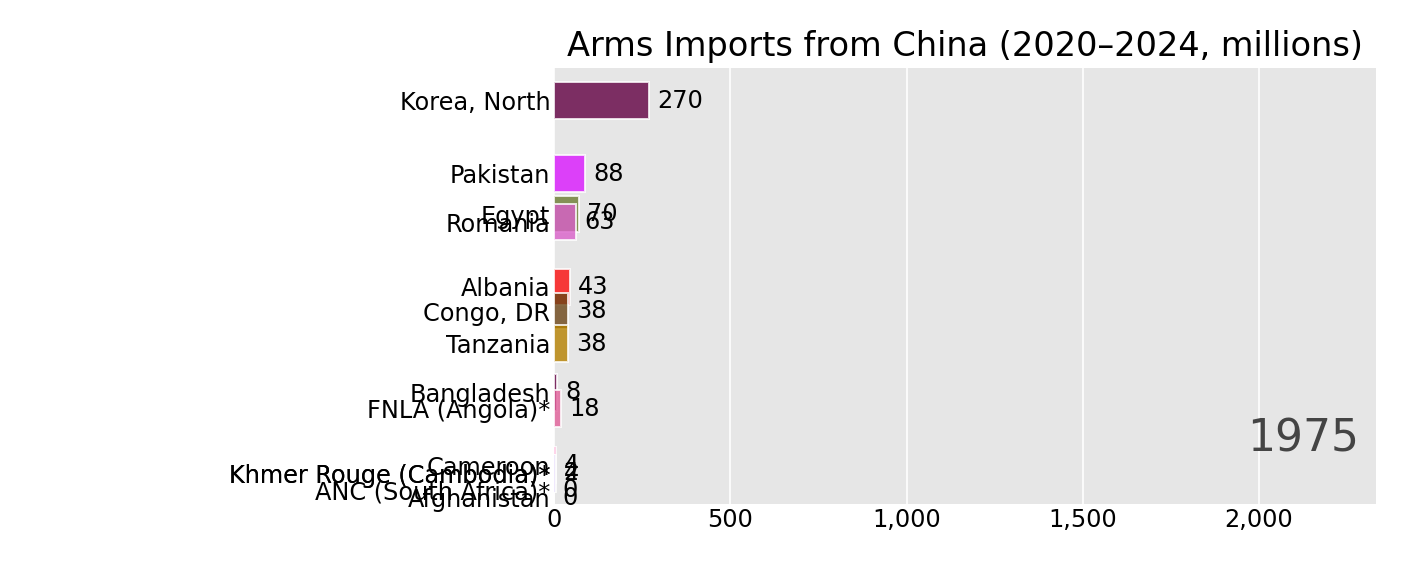 Arms Imports from China (2020–2024, millions)
Korea, North 270
Pakistan 88
Egypt 70
Romania 63
Albania 43
Congo, DR 38
Tanzania 38
Bangladesh 8
FNLA (Angola)* 18
Cameroon 4
Khmer Rouge (Cambodia)*
ANC (South Africa)* 0
Afghanistan 0
1975
0 500 1,000 1,500 2,000